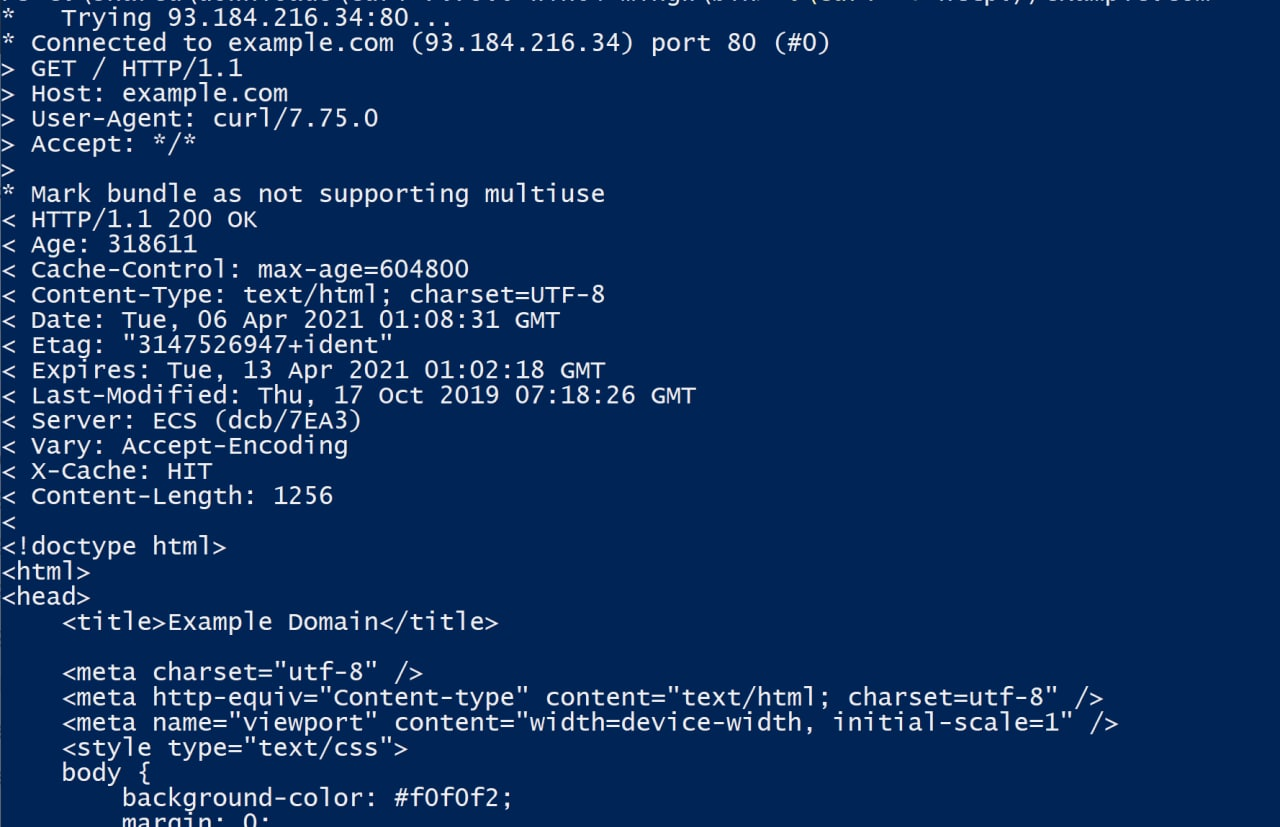 *   Trying 93.184.216.34:80...
* Connected to example.com (93.184.216.34) port 80 (#0)
> GET / HTTP/1.1
> Host: example.com
> User-Agent: curl/7.75.0
> Accept: */*
>
* Mark bundle as not supporting multiuse
< HTTP/1.1 200 OK
< Age: 318611
< Cache-Control: max-age=604800
< Content-Type: text/html; charset=UTF-8
< Date: Tue, 06 Apr 2021 01:08:31 GMT
< Etag: "3147526947+ident"
< Expires: Tue, 13 Apr 2021 01:02:18 GMT
< Last-Modified: Thu, 17 Oct 2019 07:18:26 GMT
< Server: ECS (dcb/7EA3)
< Vary: Accept-Encoding
< X-Cache: HIT
< Content-Length: 1256
<
<!doctype html>
<html>
<head>
    <title>Example Domain</title>

    <meta charset="utf-8" />
    <meta http-equiv="Content-type" content="text/html; charset=utf-8" />
    <meta name="viewport" content="width=device-width, initial-scale=1" />
    <style type="text/css">
    body {
        background-color: #f0f0f2;
        margin: 0;